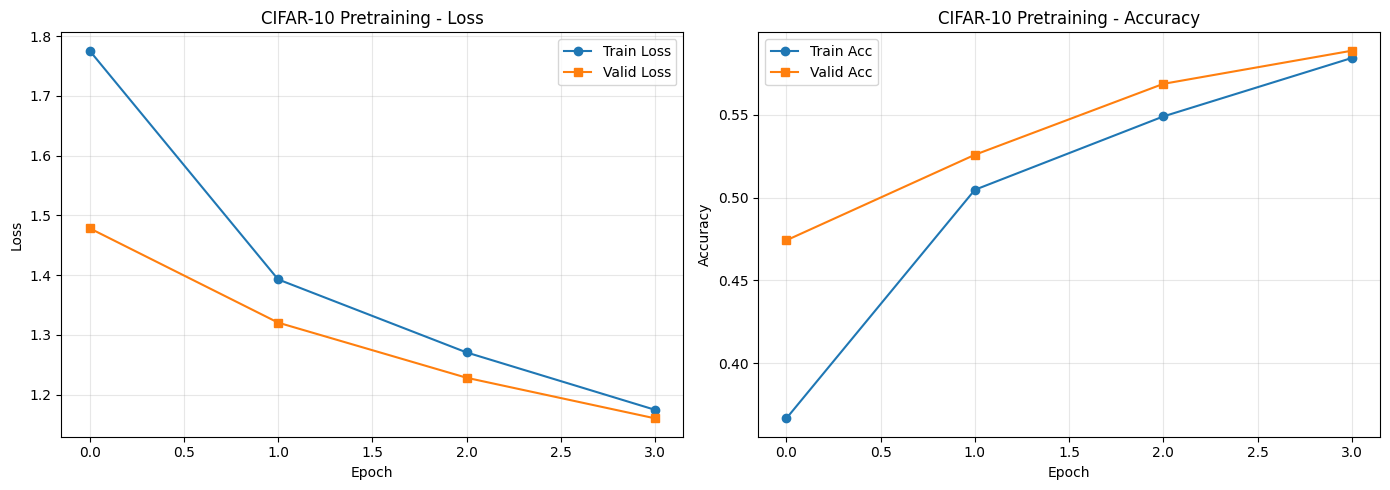 CIFAR-10 Pretraining - Loss
Train Loss
Valid Loss
Loss
1.8
1.7
1.6
1.5
1.4
1.3
1.2
0.0 0.5 1.0 1.5 2.0 2.5 3.0
Epoch
CIFAR-10 Pretraining - Accuracy
Train Acc
Valid Acc
Accuracy
0.55
0.50
0.45
0.40
0.0 0.5 1.0 1.5 2.0 2.5 3.0
Epoch